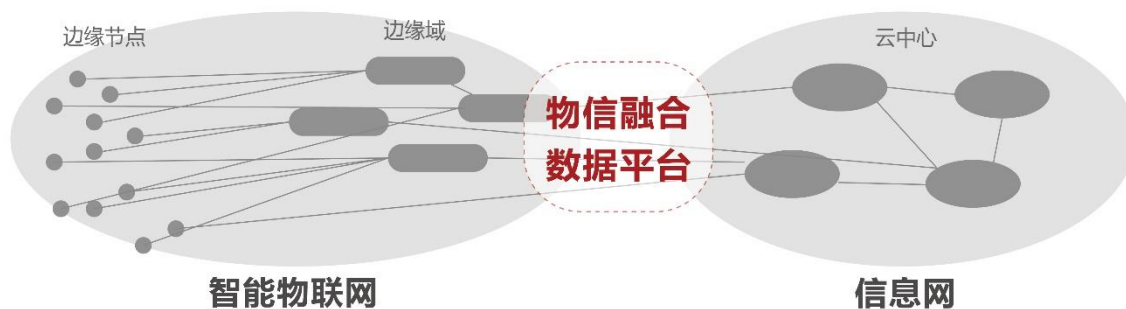 边缘节点
边缘域
云中心
物信融合
数据平台
智能物联网
信息网